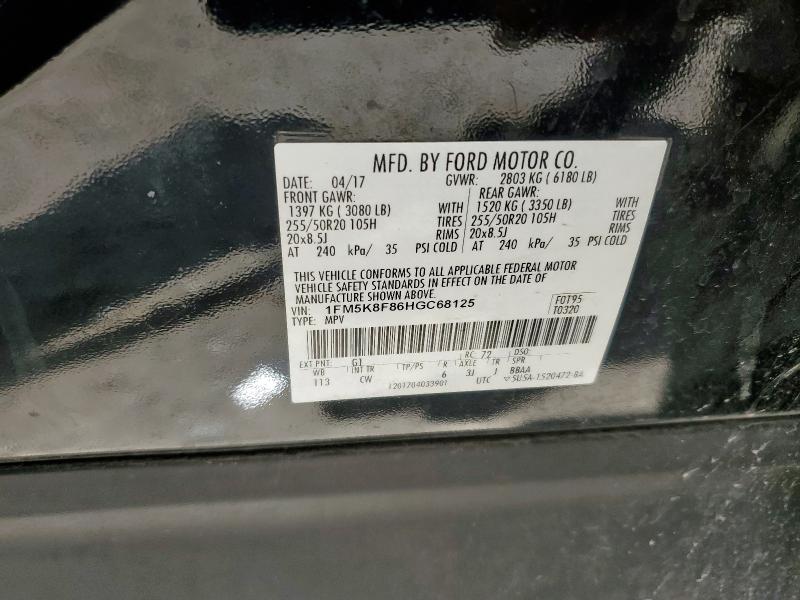 MFD. BY FORD MOTOR CO.
DATE: 04/17 GVWR: 2803 KG ( 6180 LB)
FRONT GAWR: REAR GAWR:
1397 KG ( 3080 LB) WITH 1520 KG ( 3350 LB) WITH
255/50R20 105H TIRES 255/50R20 105H TIRES
20x8.5J RIMS 20x8.5J RIMS
AT 240 kPa/ 35 PSI COLD AT 240 kPa/ 35 PSI COLD
THIS VEHICLE CONFORMS TO ALL APPLICABLE FEDERAL MOTOR
VEHICLE SAFETY STANDARDS IN EFFECT ON THE DATE OF
MANUFACTURE SHOWN ABOVE.
VIN: 1FM5K8F86HGC68125 F0T95
TYPE: MPV T0320
EXT PNT: G1 RC: 72 DSO:
WB INT TR TP/PS R AXLE TR SPR
113 CW 6 3J J BBAA
1201704033901 UTC 5U5A-1520472-BA